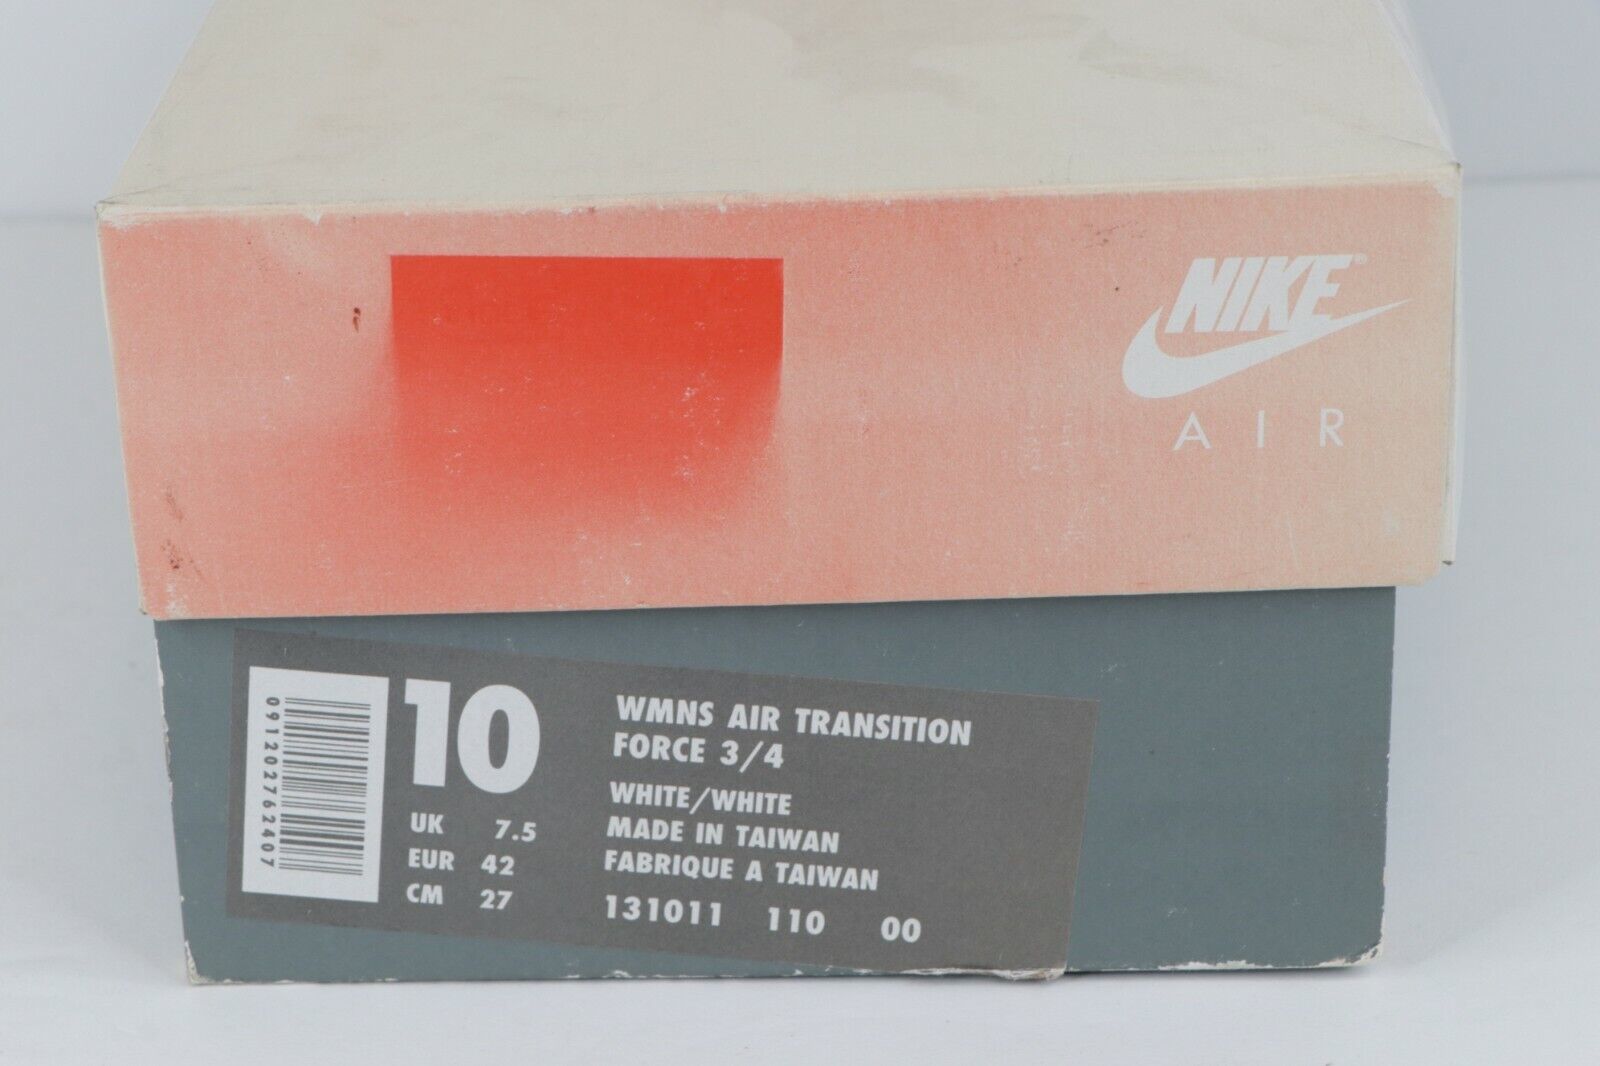 NIKE®
AIR
091202762407
10
UK 7.5
EUR 42
CM 27
WMNS AIR TRANSITION
FORCE 3/4
WHITE/WHITE
MADE IN TAIWAN
FABRIQUE A TAIWAN
131011 110 00